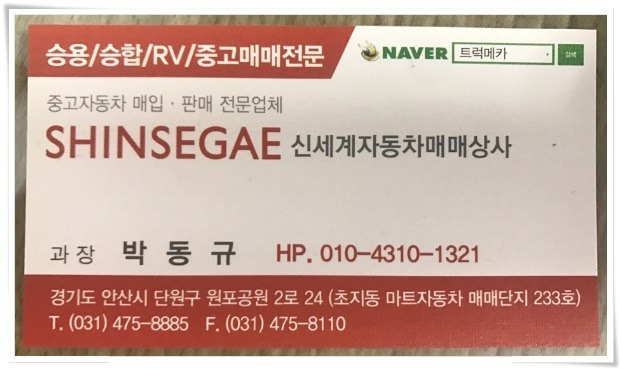 승용/승합/RV/중고매매전문
NAVER 트럭메카 검색
중고자동차 매입 · 판매 전문업체
SHINSEGAE 신세계자동차매매상사
과장 박동규 HP. 010-4310-1321
경기도 안산시 단원구 원포공원 2로 24 (초지동 마트자동차 매매단지 233호)
T. (031) 475-8885 F. (031) 475-8110